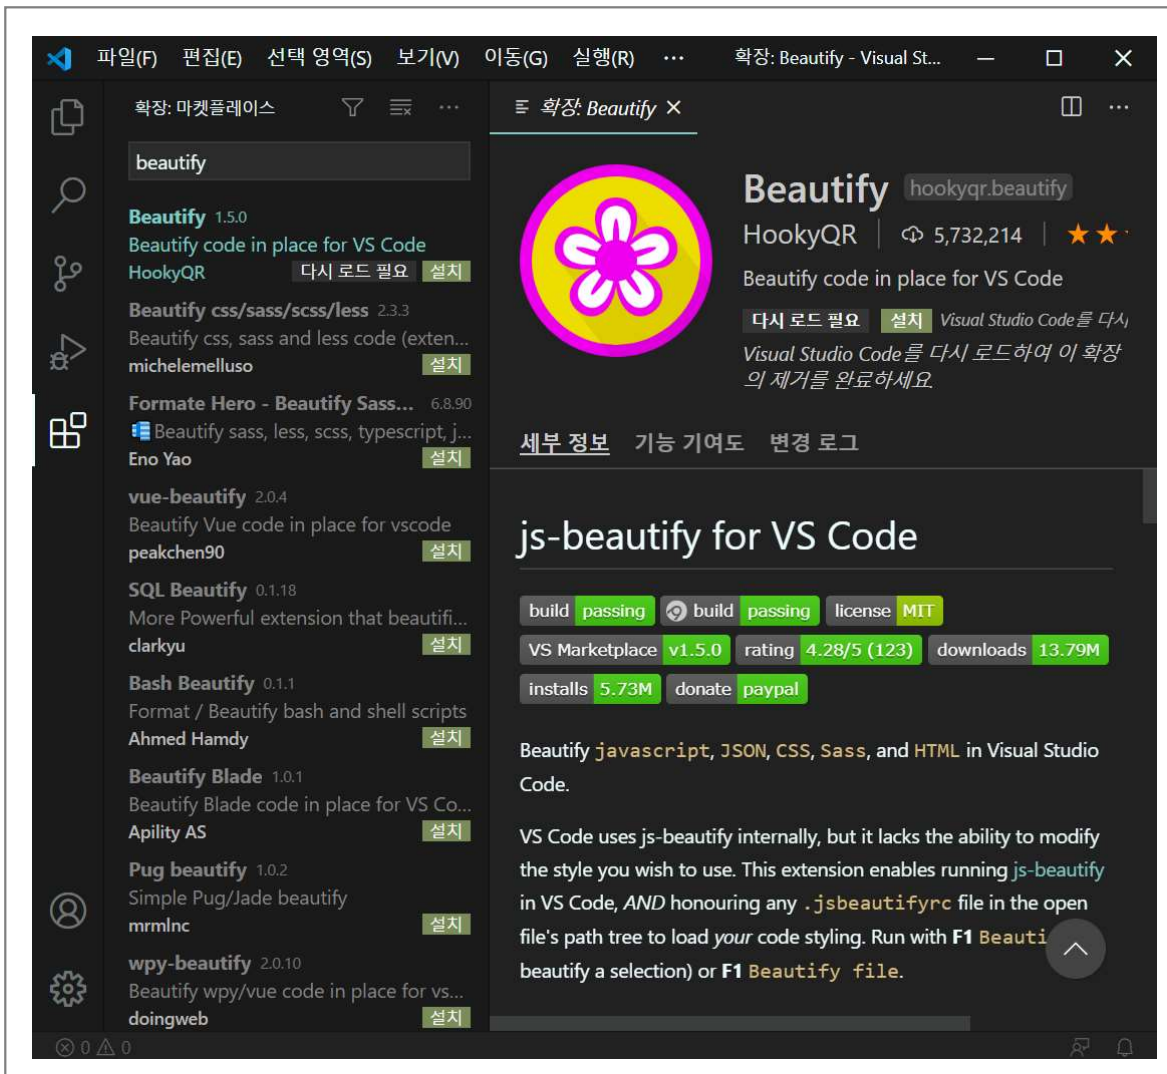 파일(F) 편집(E) 선택 영역(S) 보기(V) 이동(G) 실행(R) ··· 확장: Beautify - Visual St...
확장: 마켓플레이스 ···
beautify
Beautify 1.5.0
Beautify code in place for VS Code
HookyQR 다시 로드 필요 설치
Beautify css/sass/scss/less 2.3.3
Beautify css, sass and less code (exten...
michelemelluso 설치
Formate Hero - Beautify Sass... 6.8.90
Beautify sass, less, scss, typescript, j...
Eno Yao 설치
vue-beautify 2.0.4
Beautify Vue code in place for vscode
peakchen90 설치
SQL Beautify 0.1.18
More Powerful extension that beautifi...
clarkyu 설치
Bash Beautify 0.1.1
Format / Beautify bash and shell scripts
Ahmed Hamdy 설치
Beautify Blade 1.0.1
Beautify Blade code in place for VS Co...
Apility AS 설치
Pug beautify 1.0.2
Simple Pug/Jade beautify
mrmlnc 설치
wpy-beautify 2.0.10
Beautify wpy/vue code in place for vs...
doingweb 설치
확장: Beautify ···
Beautify hookyqr.beautify
HookyQR 5,732,214
Beautify code in place for VS Code
다시 로드 필요 설치 Visual Studio Code를 다시
Visual Studio Code를 다시 로드하여 이 확장
의 제거를 완료하세요.
세부 정보 기능 기여도 변경 로그
js-beautify for VS Code
build passing build passing license MIT
VS Marketplace v1.5.0 rating 4.28/5 (123) downloads 13.79M
installs 5.73M donate paypal
Beautify javascript, JSON, CSS, Sass, and HTML in Visual Studio
Code.
VS Code uses js-beautify internally, but it lacks the ability to modify
the style you wish to use. This extension enables running js-beautify
in VS Code, AND honouring any .jsbeautifyrc file in the open
file's path tree to load your code styling. Run with F1 Beauti
beautify a selection) or F1 Beautify file.
0 0